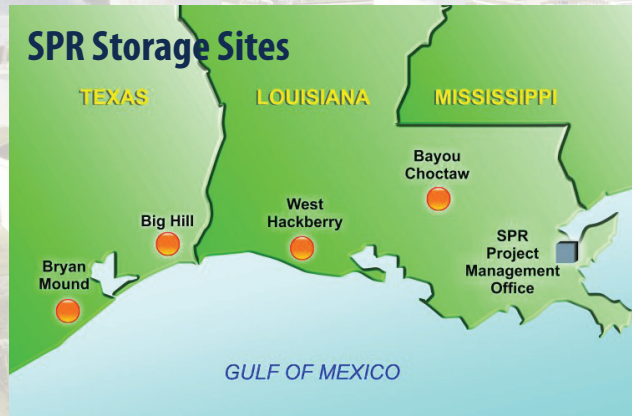 SPR Storage Sites
TEXAS
LOUISIANA
MISSISSIPPI
Bayou
Choctaw
West
Hackberry
Big Hill
SPR
Project
Management
Office
Bryan
Mound
GULF OF MEXICO